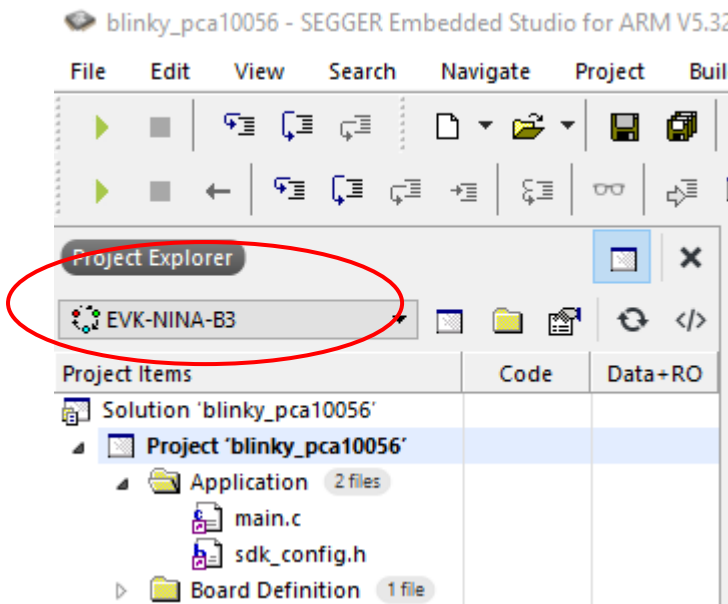 blinky_pca10056 - SEGGER Embedded Studio for ARM V5.32
File Edit View Search Navigate Project Buil
Project Explorer
EVK-NINA-B3
Project Items Code Data+RO
Solution 'blinky_pca10056'
Project 'blinky_pca10056'
Application 2 files
main.c
sdk_config.h
Board Definition 1 file